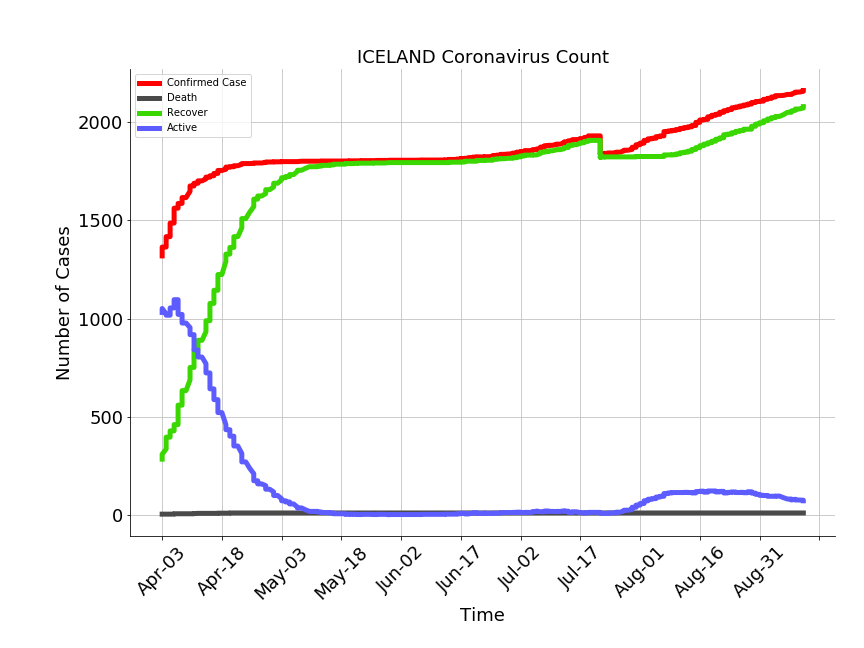 ICELAND Coronavirus Count
Confirmed Case
Death
Recover
Active
Number of Cases
2000
1500
1000
500
0
Apr-03
Apr-18
May-03
May-18
Jun-02
Jun-17
Jul-02
Jul-17
Aug-01
Aug-16
Aug-31
Time